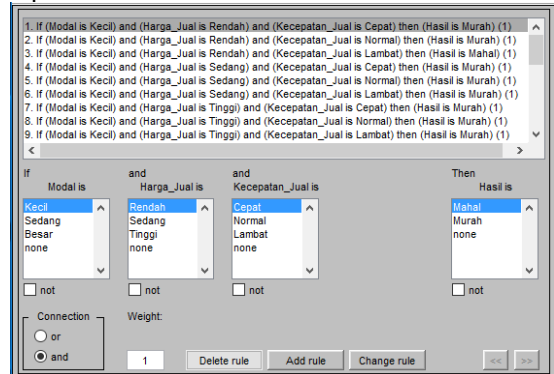 1. If (Modal is Kecil) and (Harga_Jual is Rendah) and (Kecepatan_Jual is Cepat) then (Hasil is Murah) (1)
2. If (Modal is Kecil) and (Harga_Jual is Rendah) and (Kecepatan_Jual is Normal) then (Hasil is Murah) (1)
3. If (Modal is Kecil) and (Harga_Jual is Rendah) and (Kecepatan_Jual is Lambat) then (Hasil is Mahal) (1)
4. If (Modal is Kecil) and (Harga_Jual is Sedang) and (Kecepatan_Jual is Cepat) then (Hasil is Murah) (1)
5. If (Modal is Kecil) and (Harga_Jual is Sedang) and (Kecepatan_Jual is Normal) then (Hasil is Murah) (1)
6. If (Modal is Kecil) and (Harga_Jual is Sedang) and (Kecepatan_Jual is Lambat) then (Hasil is Murah) (1)
7. If (Modal is Kecil) and (Harga_Jual is Tinggi) and (Kecepatan_Jual is Cepat) then (Hasil is Murah) (1)
8. If (Modal is Kecil) and (Harga_Jual is Tinggi) and (Kecepatan_Jual is Normal) then (Hasil is Murah) (1)
9. If (Modal is Kecil) and (Harga_Jual is Tinggi) and (Kecepatan_Jual is Lambat) then (Hasil is Murah) (1)
If and and Then
Modal is Harga_Jual is Kecepatan_Jual is Hasil is
Kecil Rendah Cepat Mahal
Sedang Sedang Normal Murah
Besar Tinggi Lambat none
none none none
not not not not
Connection Weight:
or
and 1 Delete rule Add rule Change rule << >>